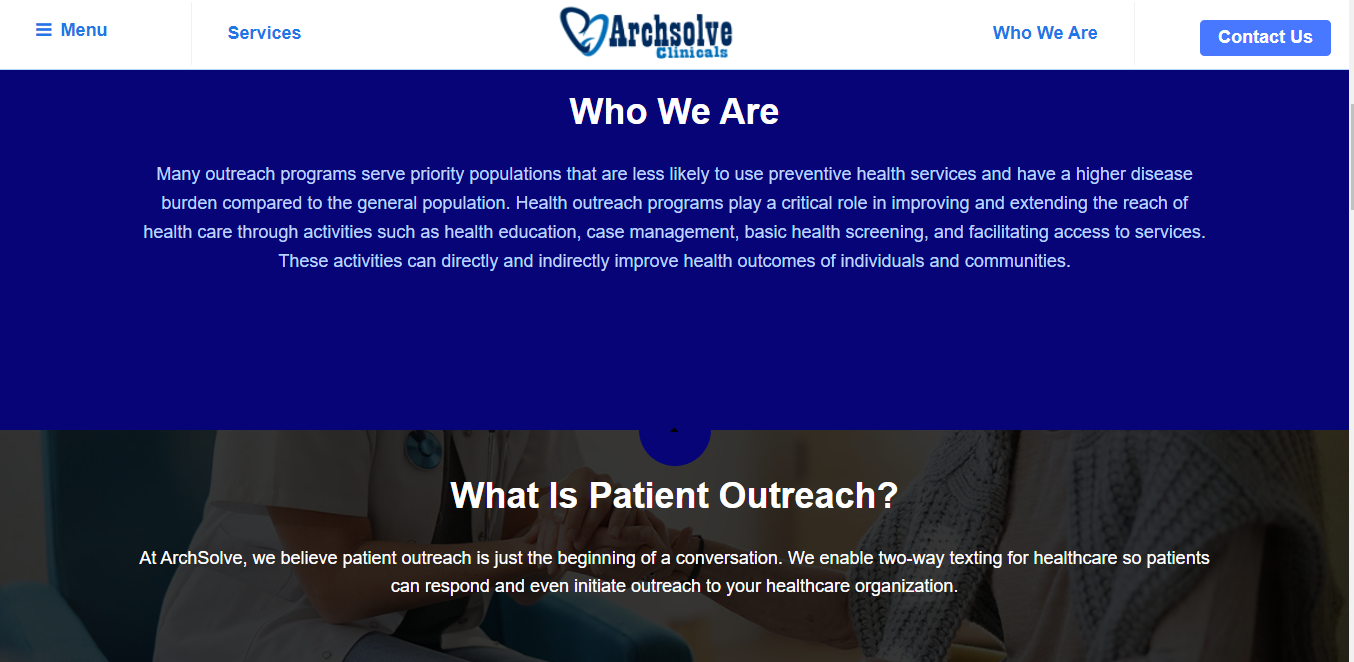 Menu
Services
Archsolve
Clinicals
Who We Are
Contact Us
Who We Are
Many outreach programs serve priority populations that are less likely to use preventive health services and have a higher disease
burden compared to the general population. Health outreach programs play a critical role in improving and extending the reach of
health care through activities such as health education, case management, basic health screening, and facilitating access to services.
These activities can directly and indirectly improve health outcomes of individuals and communities.
What Is Patient Outreach?
At ArchSolve, we believe patient outreach is just the beginning of a conversation. We enable two-way texting for healthcare so patients
can respond and even initiate outreach to your healthcare organization.